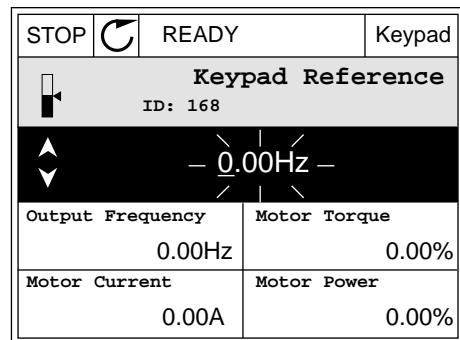 STOP READY Keypad
Keypad Reference
ID: 168
0.00Hz
Output Frequency Motor Torque
0.00Hz 0.00%
Motor Current Motor Power
0.00A 0.00%